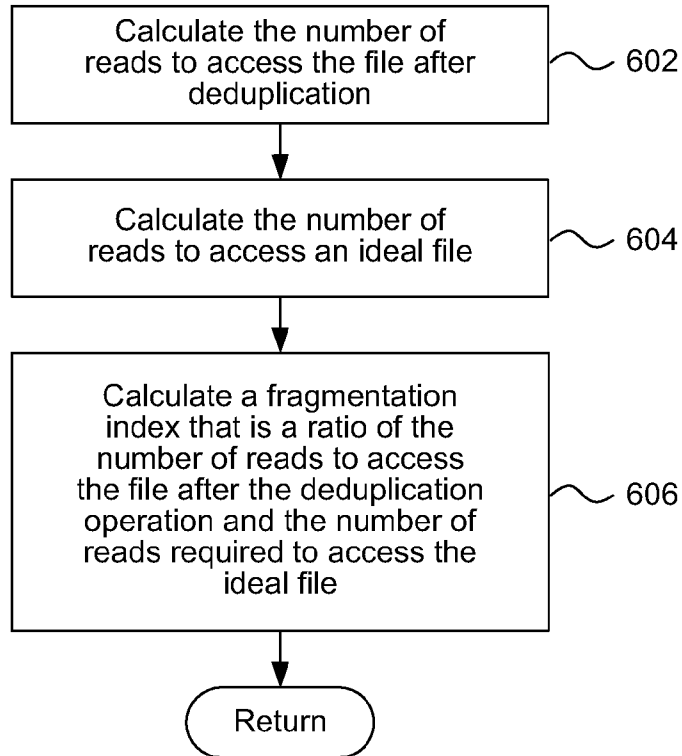 Calculate the number of
reads to access the file after
deduplication
602
Calculate the number of
reads to access an ideal file
604
Calculate a fragmentation
index that is a ratio of the
number of reads to access
the file after the deduplication
operation and the number of
reads required to access the
ideal file
606
Return